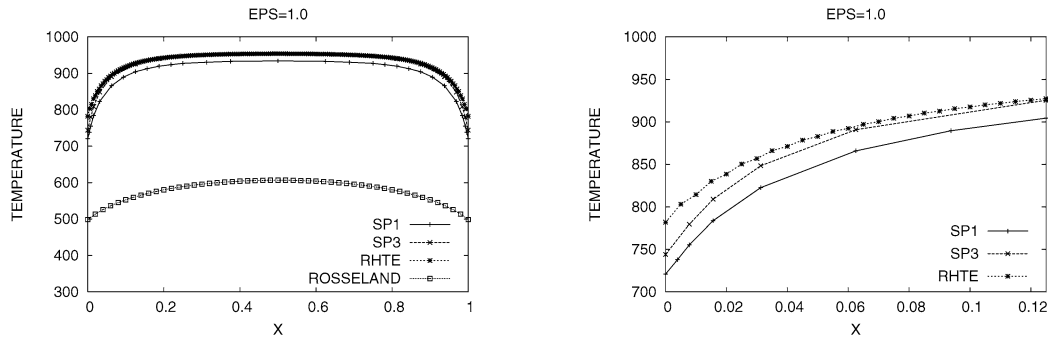 EPS=1.0
1000
900
800
700
600
500
400
300
TEMPERATURE
SP1
SP3
RHTE
ROSSELAND
0 0.2 0.4 0.6 0.8 1
X
EPS=1.0
1000
950
900
850
800
750
700
TEMPERATURE
SP1
SP3
RHTE
0 0.02 0.04 0.06 0.08 0.1 0.12
X